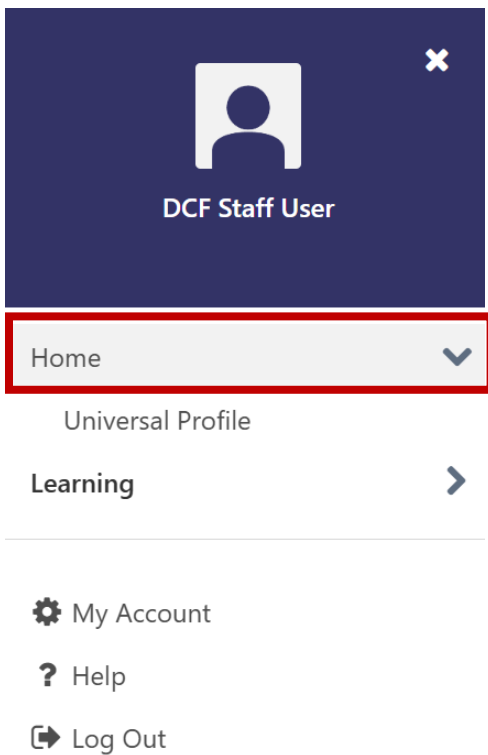 DCF Staff User
Home
Universal Profile
Learning
My Account
? Help
Log Out